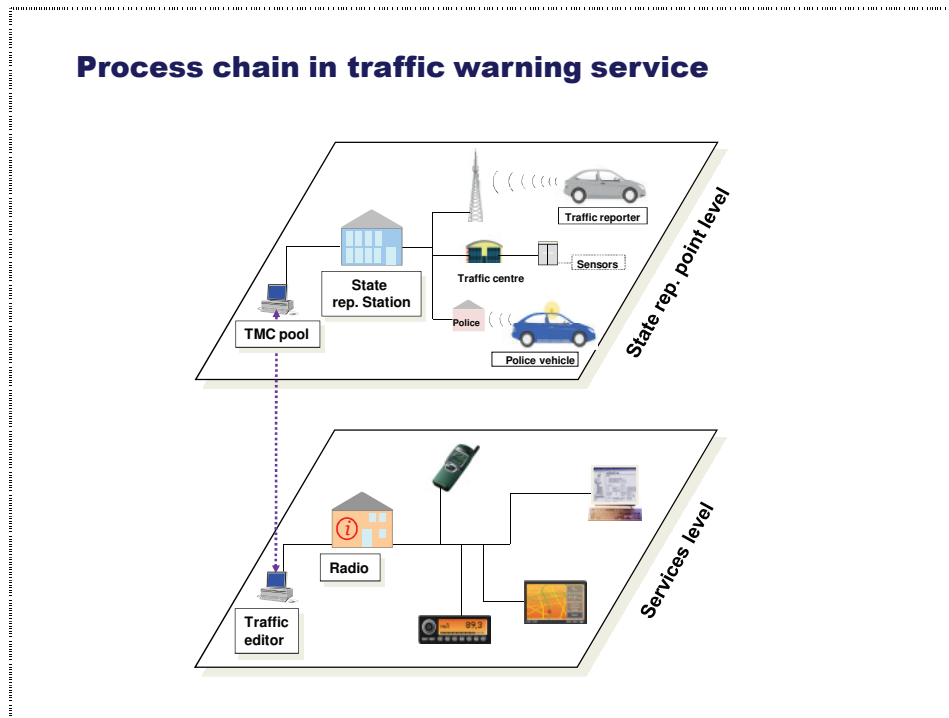 Process chain in traffic warning service
Traffic reporter
State rep. point level
State
rep. Station
Traffic centre
Sensors
TMC pool
Police
Police vehicle
Services level
Radio
89,3
Traffic
editor